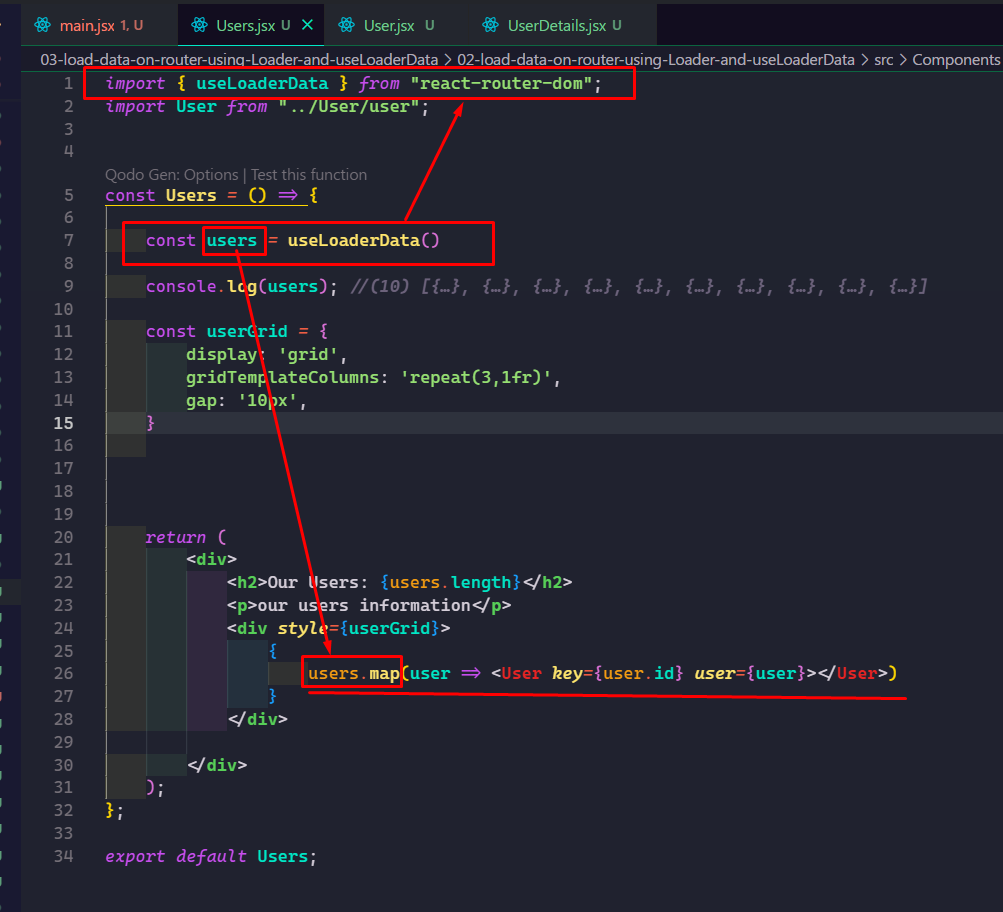 main.jsx 1, U Users.jsx U User.jsx U UserDetails.jsx U
03-load-data-on-router-using-Loader-and-useLoaderData > 02-load-data-on-router-using-Loader-and-useLoaderData > src > Components
1 import { useLoaderData } from "react-router-dom";
2 import User from "../User/user";
3
4
Qodo Gen: Options | Test this function
5 const Users = () => {
6
7 const users = useLoaderData()
8
9 console.log(users); //(10) [{…}, {…}, {…}, {…}, {…}, {…}, {…}, {…}, {…}, {…}]
10
11 const userGrid = {
12 display: 'grid',
13 gridTemplateColumns: 'repeat(3,1fr)',
14 gap: '10px',
15 }
16
17
18
19
20 return (
21 <div>
22 <h2>Our Users: {users.length}</h2>
23 <p>our users information</p>
24 <div style={userGrid}>
25 {
26 users.map(user => <User key={user.id} user={user}></User>)
27 }
28 </div>
29
30 </div>
31 );
32 };
33
34 export default Users;